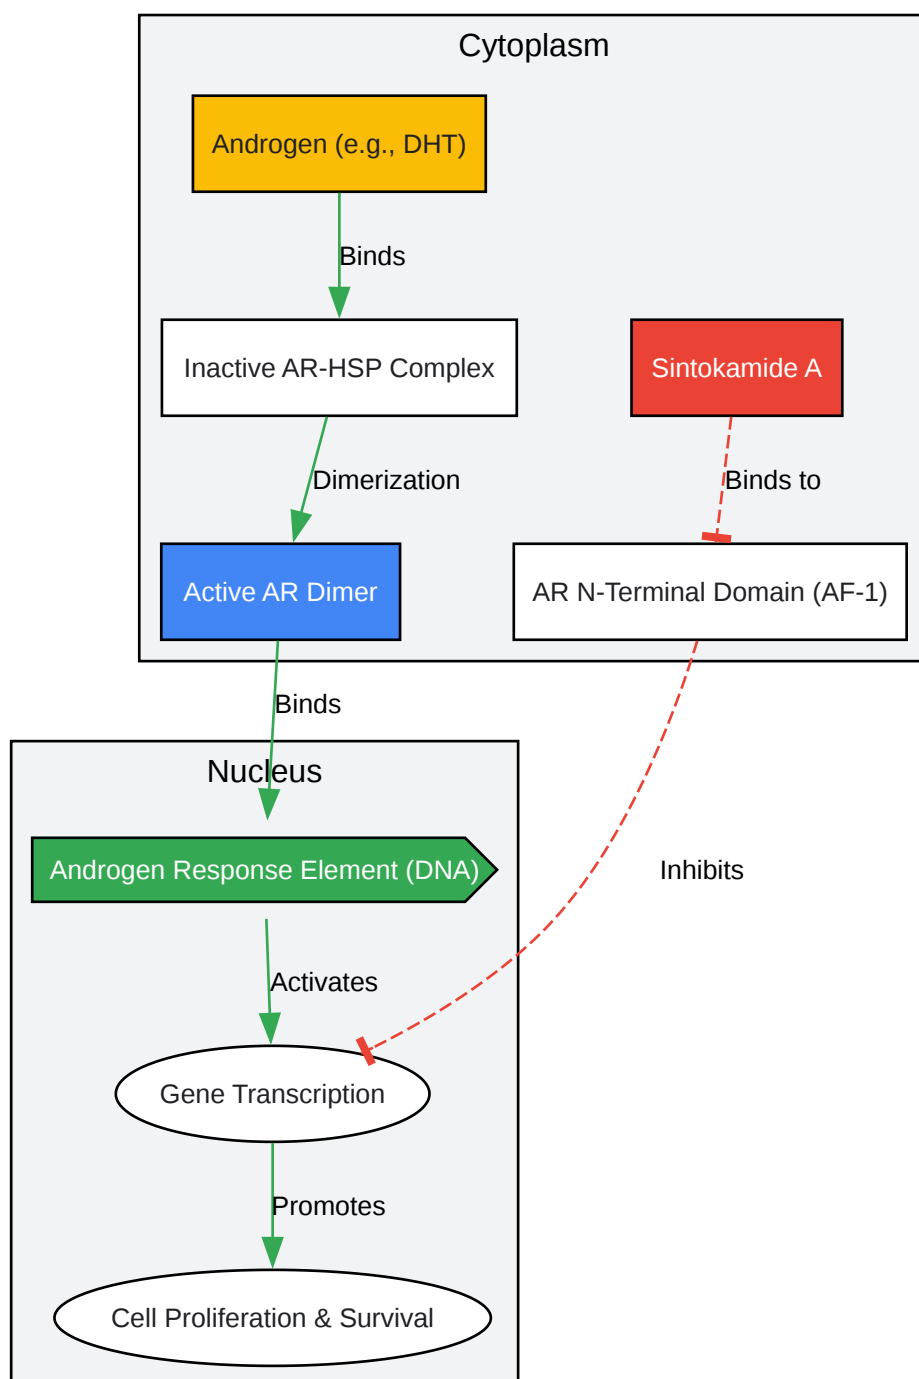 Cytoplasm
Androgen (e.g., DHT)
Binds
Inactive AR-HSP Complex
Sintokamide A
Dimerization
Binds to
Active AR Dimer
AR N-Terminal Domain (AF-1)
Binds
Nucleus
Androgen Response Element (DNA)
Inhibits
Activates
Gene Transcription
Promotes
Cell Proliferation & Survival